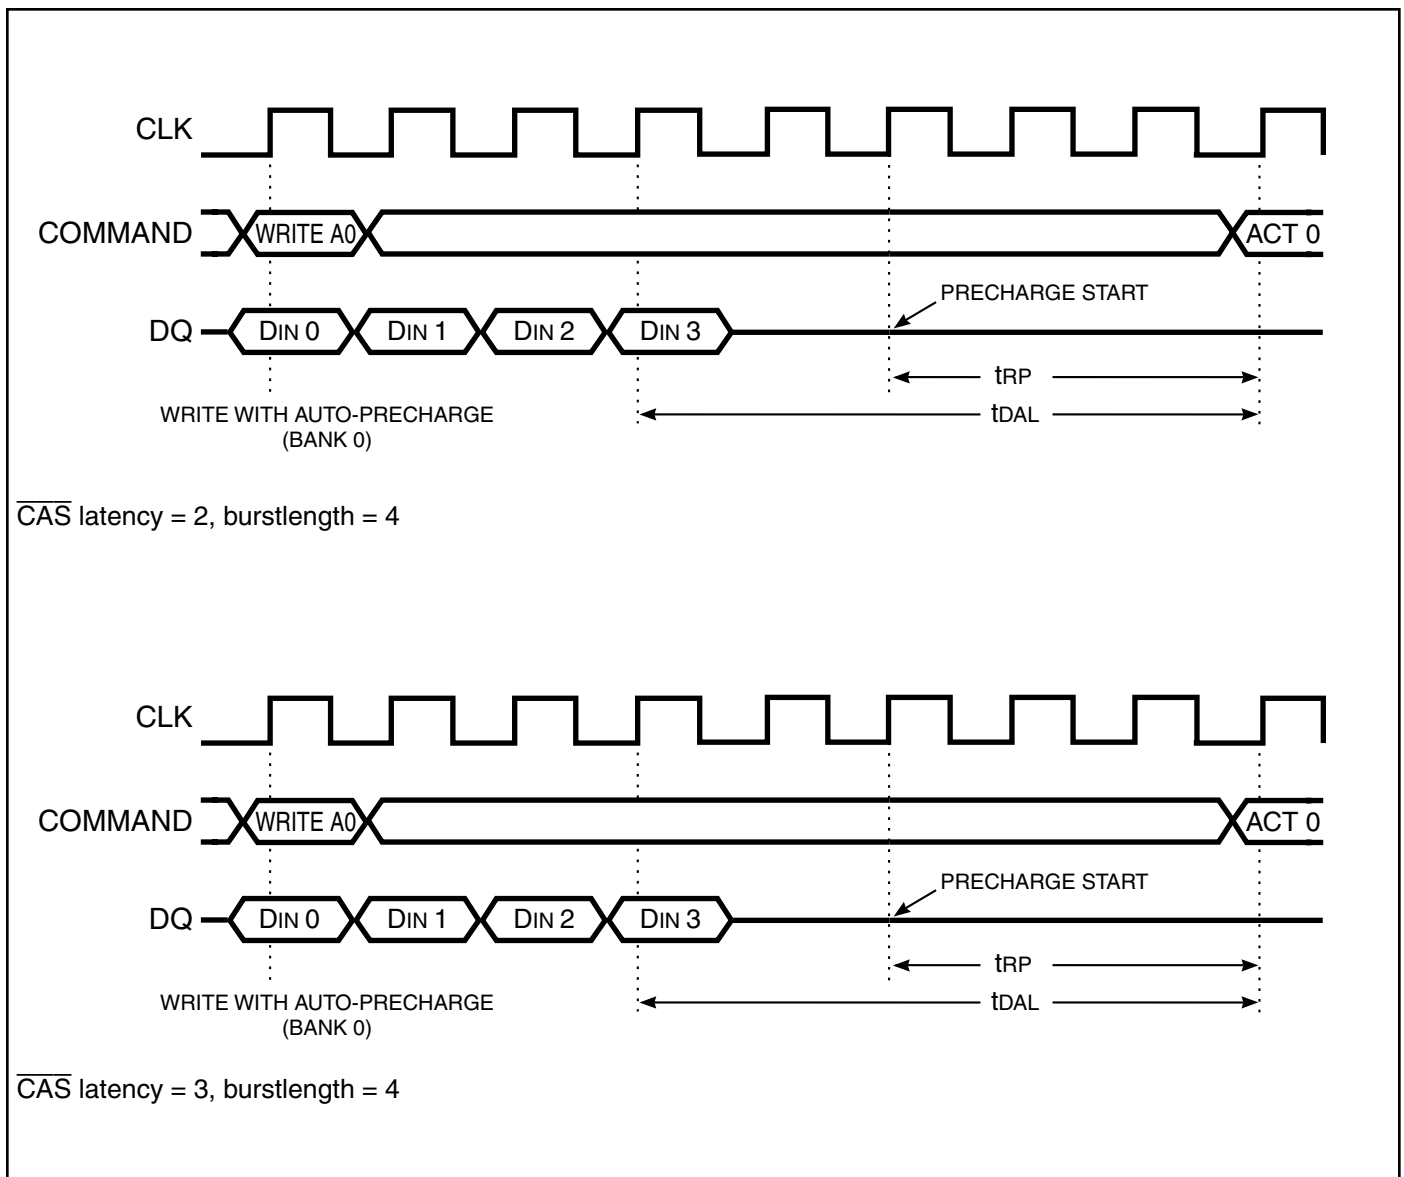 CLK
COMMAND
WRITE A0
ACT 0
PRECHARGE START
DQ
DIN 0
DIN 1
DIN 2
DIN 3
tRP
WRITE WITH AUTO-PRECHARGE
(BANK 0)
tDAL
CAS latency = 2, burstlength = 4
CLK
COMMAND
WRITE A0
ACT 0
PRECHARGE START
DQ
DIN 0
DIN 1
DIN 2
DIN 3
tRP
WRITE WITH AUTO-PRECHARGE
(BANK 0)
tDAL
CAS latency = 3, burstlength = 4